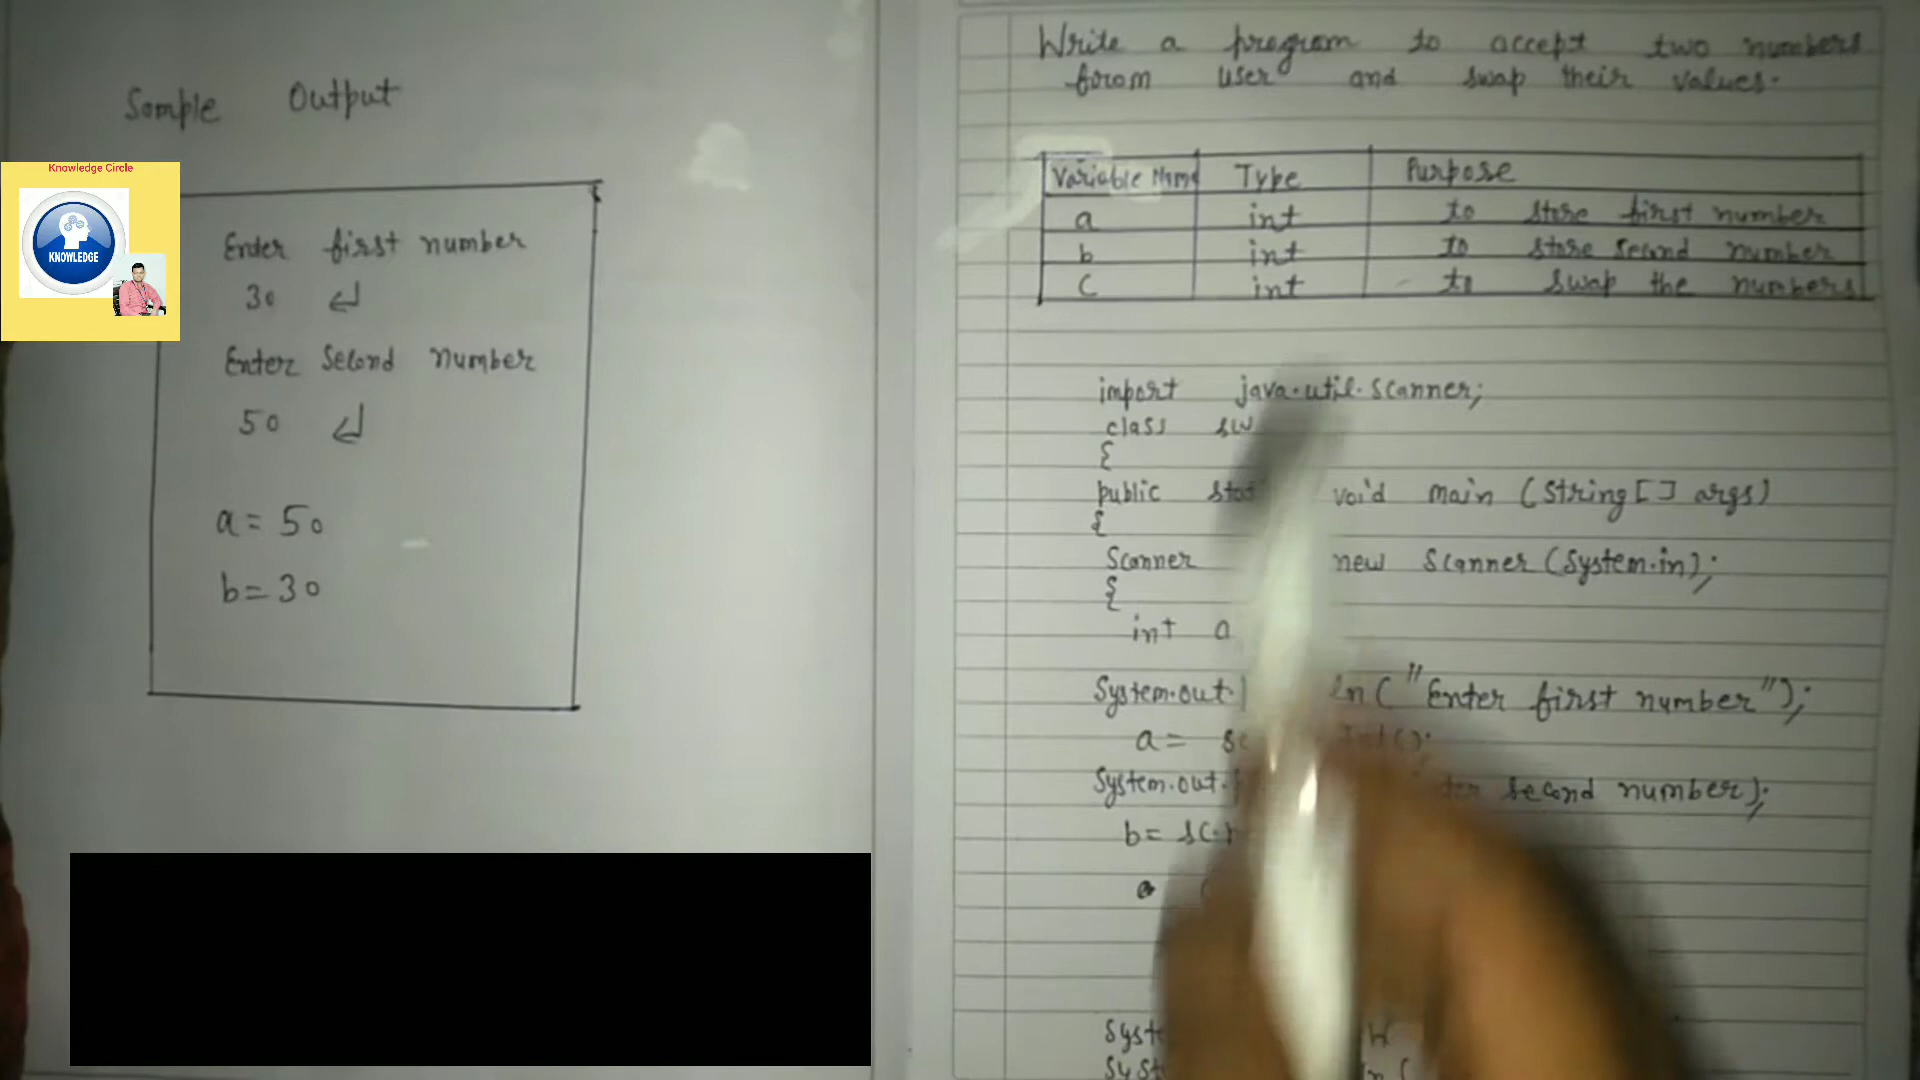 Sample Output
Knowledge Circle
KNOWLEDGE
Enter first number
30
Enter Second number
50
a = 50
b = 30
Write a program to accept two numbers
from user and swap their values.
Variable Name Type Purpose
a int to store first number
b int to store second number
C int to swap the numbers
import java.util.Scanner;
class
{
public void main (String[] args)
{
Scanner new Scanner(System.in);
{
int a
System.out. ln("Enter first number");
a=
System.out. second number);
b=